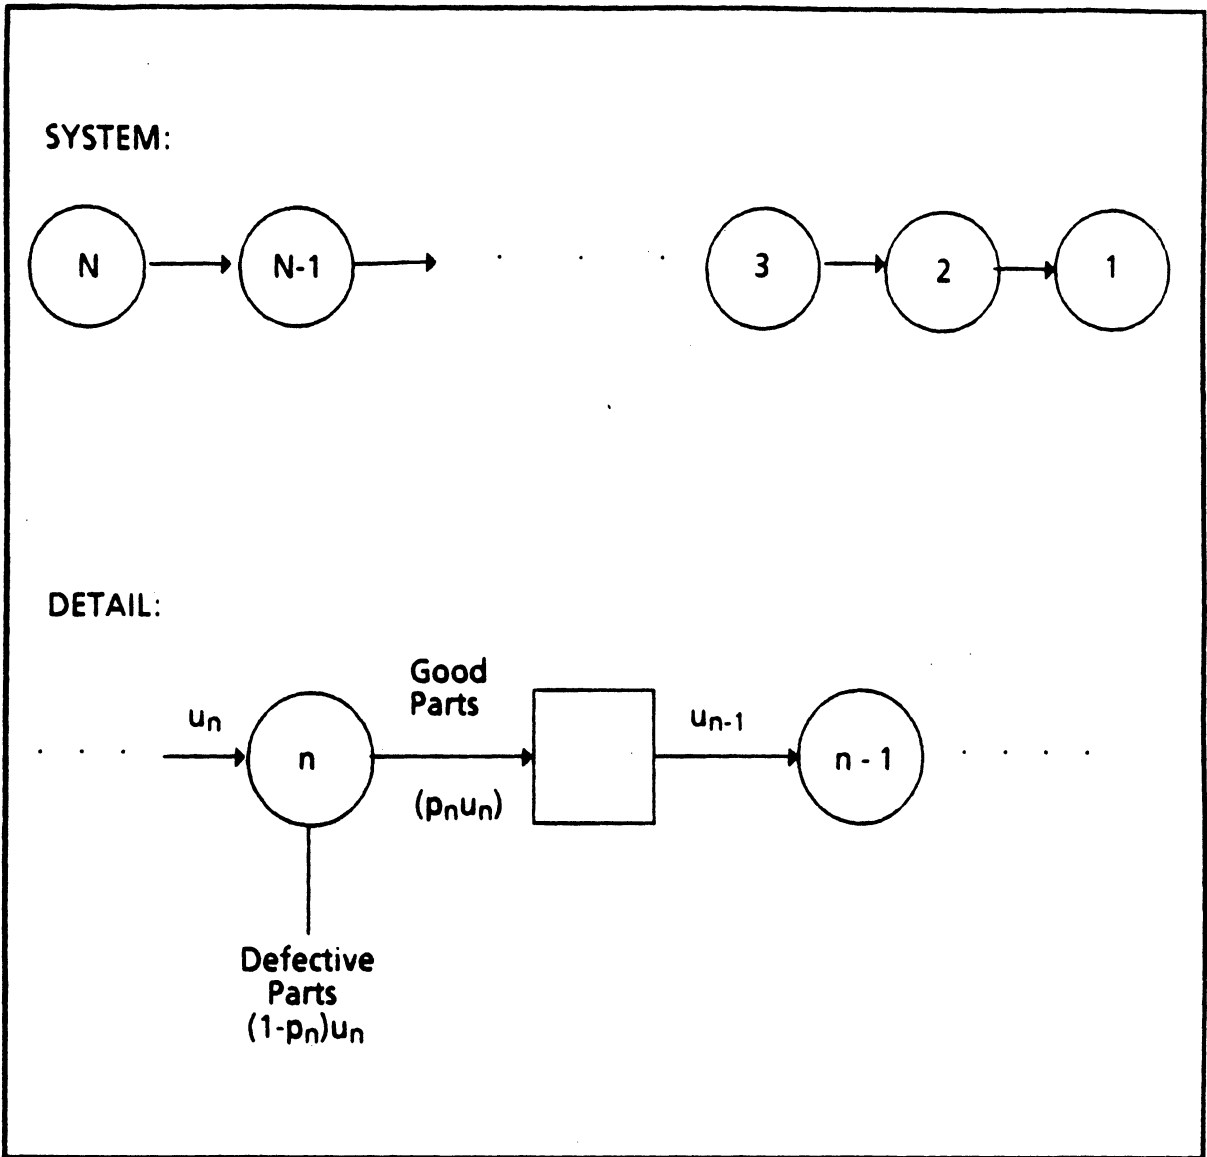 SYSTEM:
N
N-1
3
2
1
DETAIL:
Good
Parts
uₙ
uₙ₋₁
n
n - 1
(pₙuₙ)
Defective
Parts
(1-pₙ)uₙ